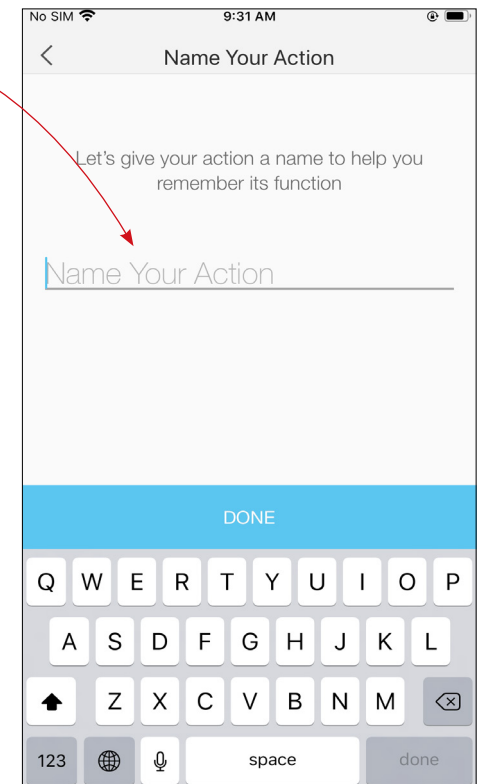 No SIM 9:31 AM
Name Your Action
Let's give your action a name to help you
remember its function
Name Your Action
DONE
Q W E R T Y U I O P
A S D F G H J K L
Z X C V B N M
123 space done